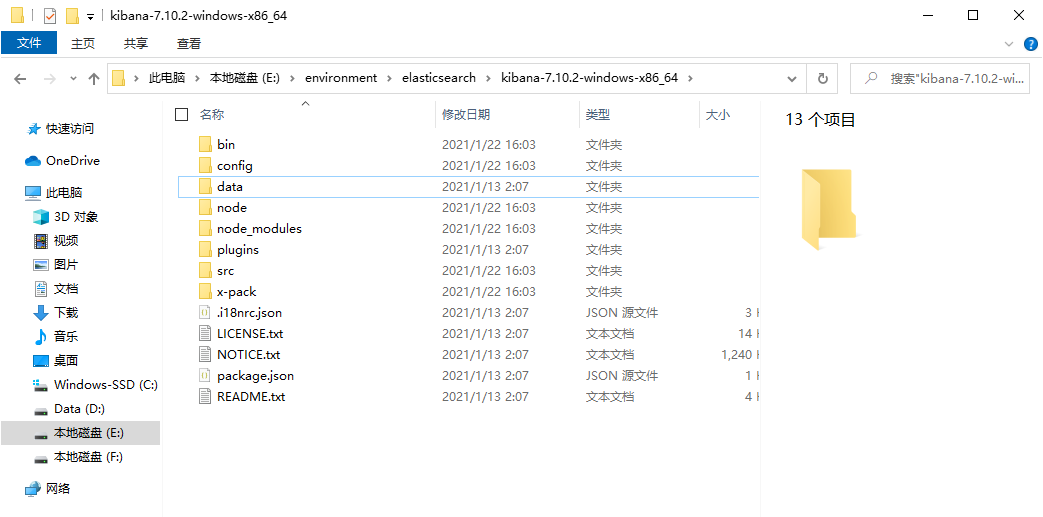 kibana-7.10.2-windows-x86_64
文件 主页 共享 查看
此电脑 本地磁盘 (E:) environment elasticsearch kibana-7.10.2-windows-x86_64 搜索"kibana-7.10.2-wi...
快速访问
OneDrive
此电脑
3D 对象
视频
图片
文档
下载
音乐
桌面
Windows-SSD (C:)
Data (D:)
本地磁盘 (E:)
本地磁盘 (F:)
网络
名称 修改日期 类型 大小
bin 2021/1/22 16:03 文件夹
config 2021/1/22 16:03 文件夹
data 2021/1/13 2:07 文件夹
node 2021/1/22 16:03 文件夹
node_modules 2021/1/22 16:03 文件夹
plugins 2021/1/13 2:07 文件夹
src 2021/1/22 16:03 文件夹
x-pack 2021/1/22 16:03 文件夹
.i18nrc.json 2021/1/13 2:07 JSON 源文件 3
LICENSE.txt 2021/1/13 2:07 文本文档 14
NOTICE.txt 2021/1/13 2:07 文本文档 1,240
package.json 2021/1/13 2:07 JSON 源文件 1
README.txt 2021/1/13 2:07 文本文档 4
13 个项目